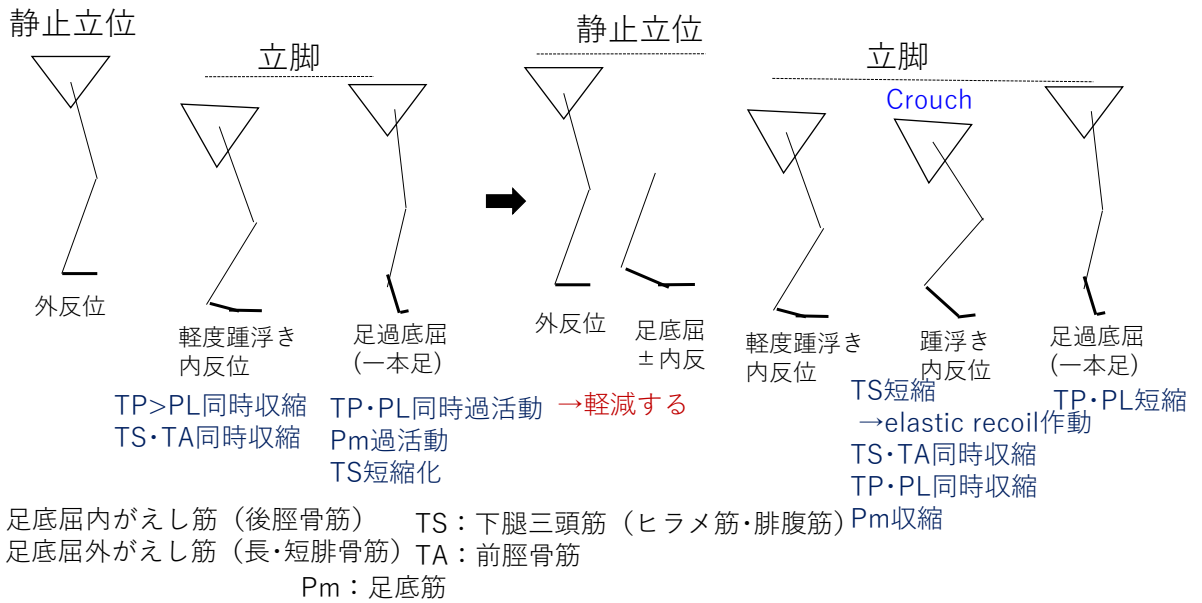 静止立位
立脚
外反位
軽度踵浮き
内反位
足過底屈
(一本足)
TP>PL同時収縮
TS･TA同時収縮
TP･PL同時過活動
Pm過活動
TS短縮化
→軽減する
静止立位
立脚
Crouch
外反位
足底屈
±内反
軽度踵浮き
内反位
踵浮き
内反位
足過底屈
(一本足)
TS短縮
→elastic recoil作動
TS･TA同時収縮
TP･PL同時収縮
Pm収縮
TP･PL短縮
足底屈内がえし筋（後脛骨筋）
足底屈外がえし筋（長･短腓骨筋）
TS：下腿三頭筋（ヒラメ筋･腓腹筋）
TA：前脛骨筋
Pm：足底筋